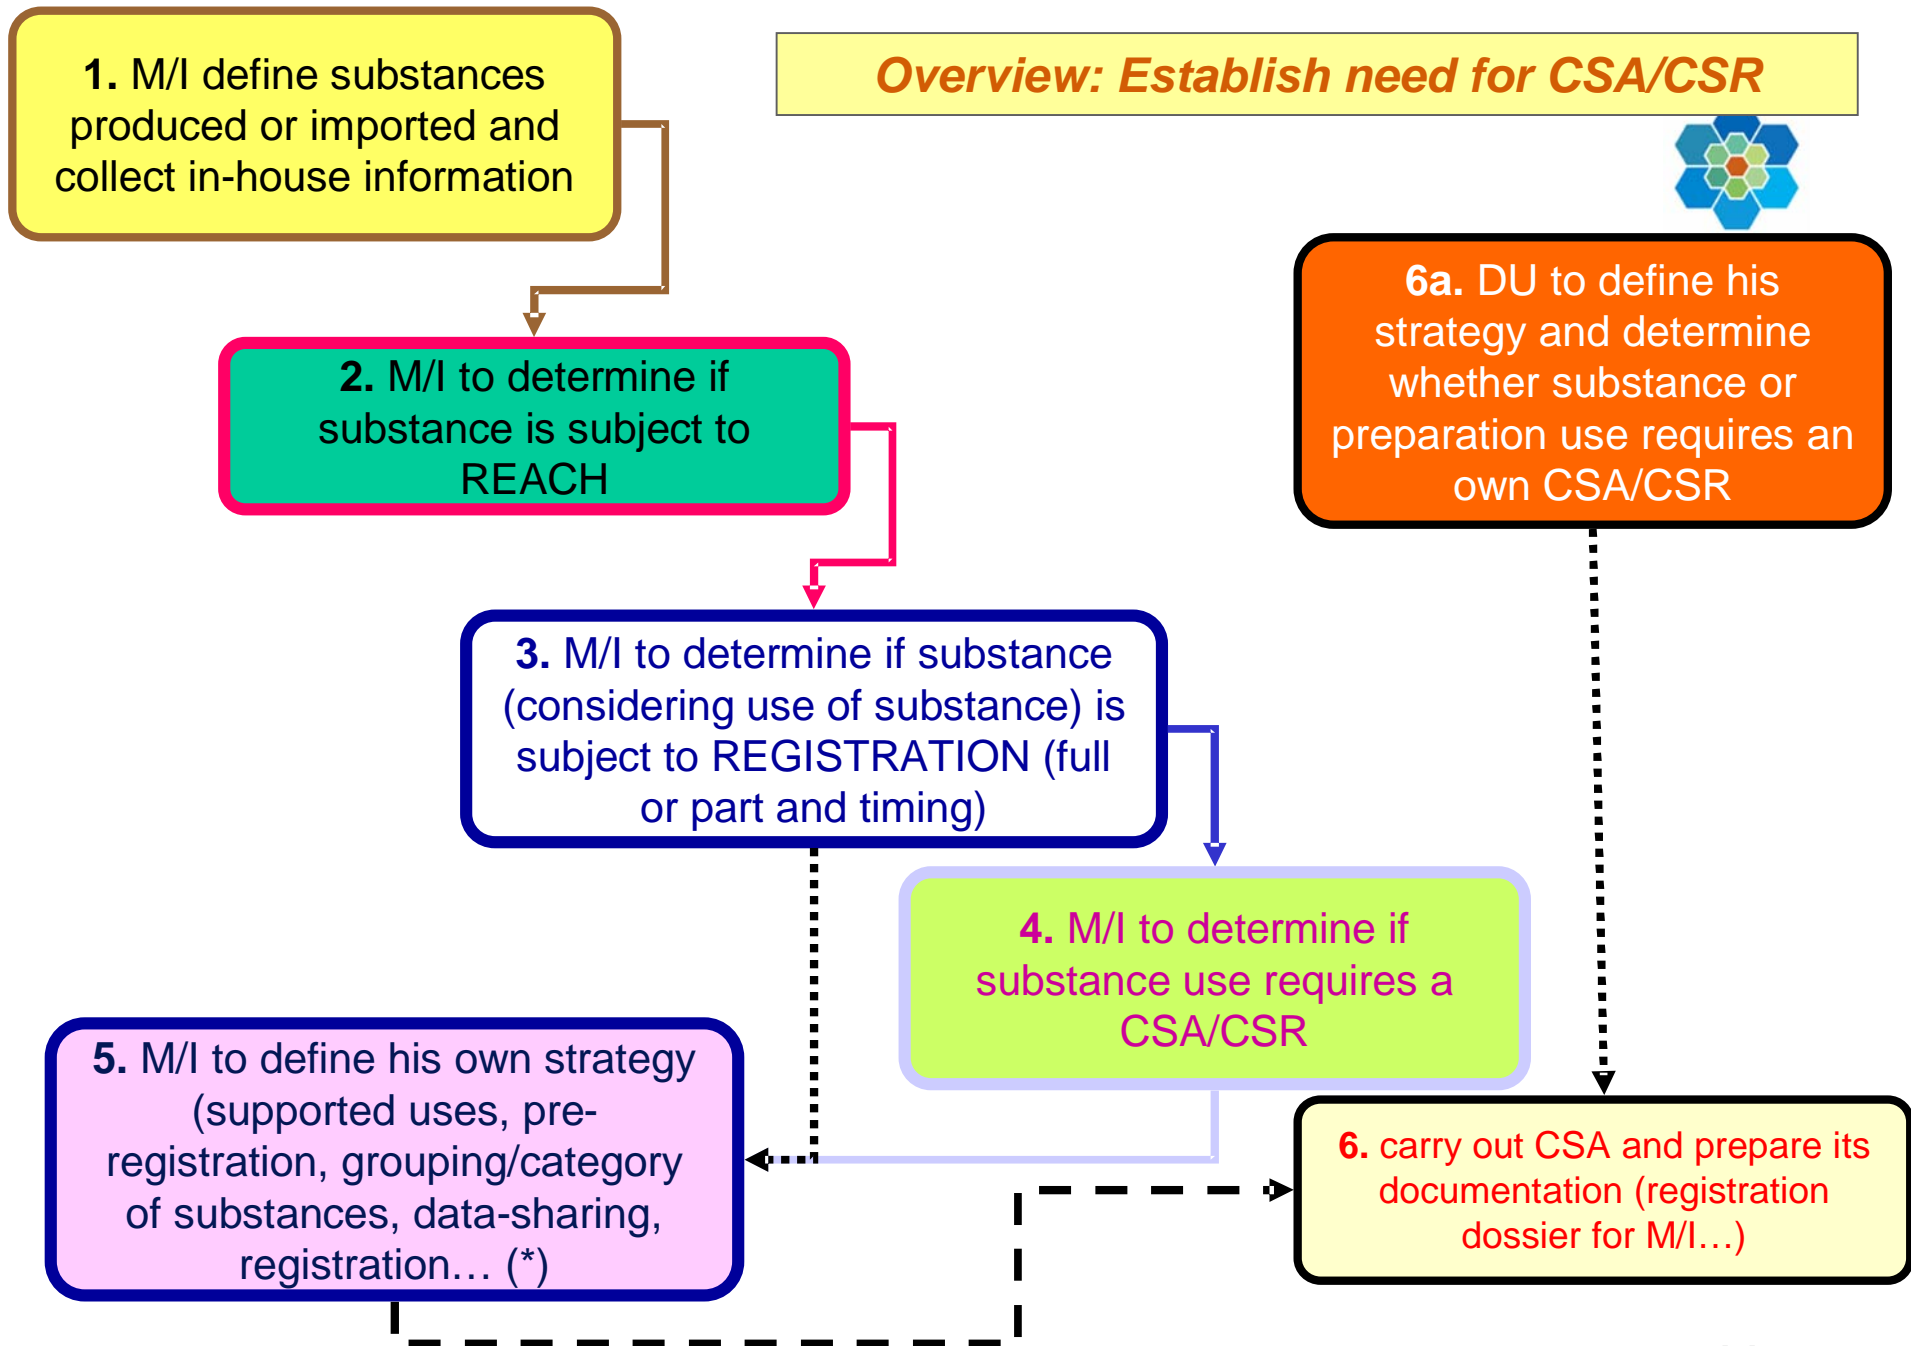 Overview: Establish need for CSA/CSR
1. M/I define substances
produced or imported and
collect in-house information
2. M/I to determine if
substance is subject to
REACH
3. M/I to determine if substance
(considering use of substance) is
subject to REGISTRATION (full
or part and timing)
4. M/I to determine if
substance use requires a
CSA/CSR
5. M/I to define his own strategy
(supported uses, pre-
registration, grouping/category
of substances, data-sharing,
registration… (*)
6a. DU to define his
strategy and determine
whether substance or
preparation use requires an
own CSA/CSR
6. carry out CSA and prepare its
documentation (registration
dossier for M/I…)